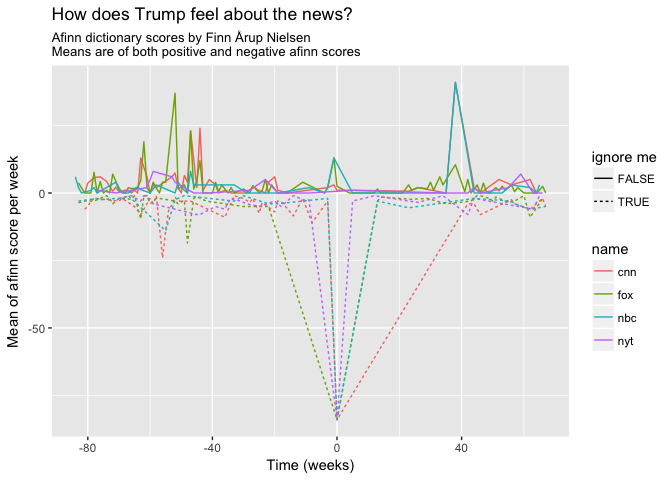 How does Trump feel about the news?
Afinn dictionary scores by Finn Årup Nielsen
Means are of both positive and negative afinn scores
Mean of aifinn score per week
0
-50
-80
-40
0
40
Time (weeks)
ignore me
FALSE
TRUE
name
cnn
fox
nbc
nyt